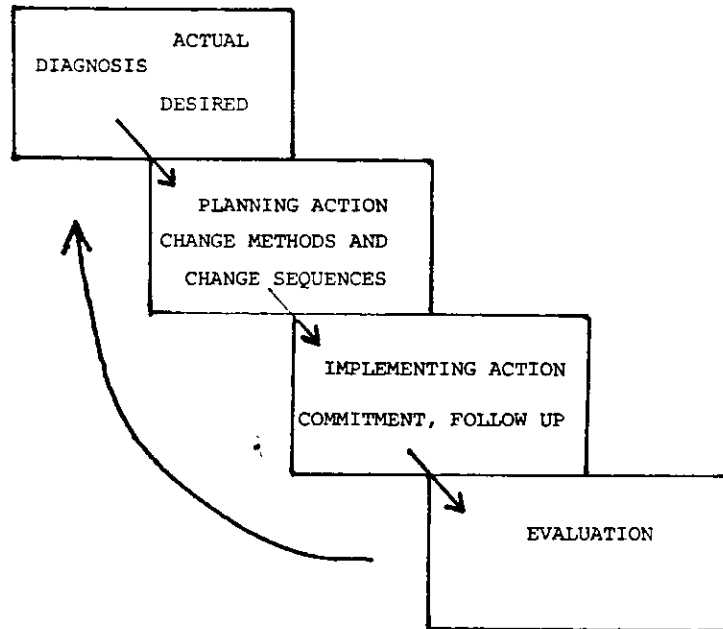 ACTUAL
DIAGNOSIS
DESIRED
PLANNING ACTION
CHANGE METHODS AND
CHANGE SEQUENCES
IMPLEMENTING ACTION
COMMITMENT, FOLLOW UP
EVALUATION